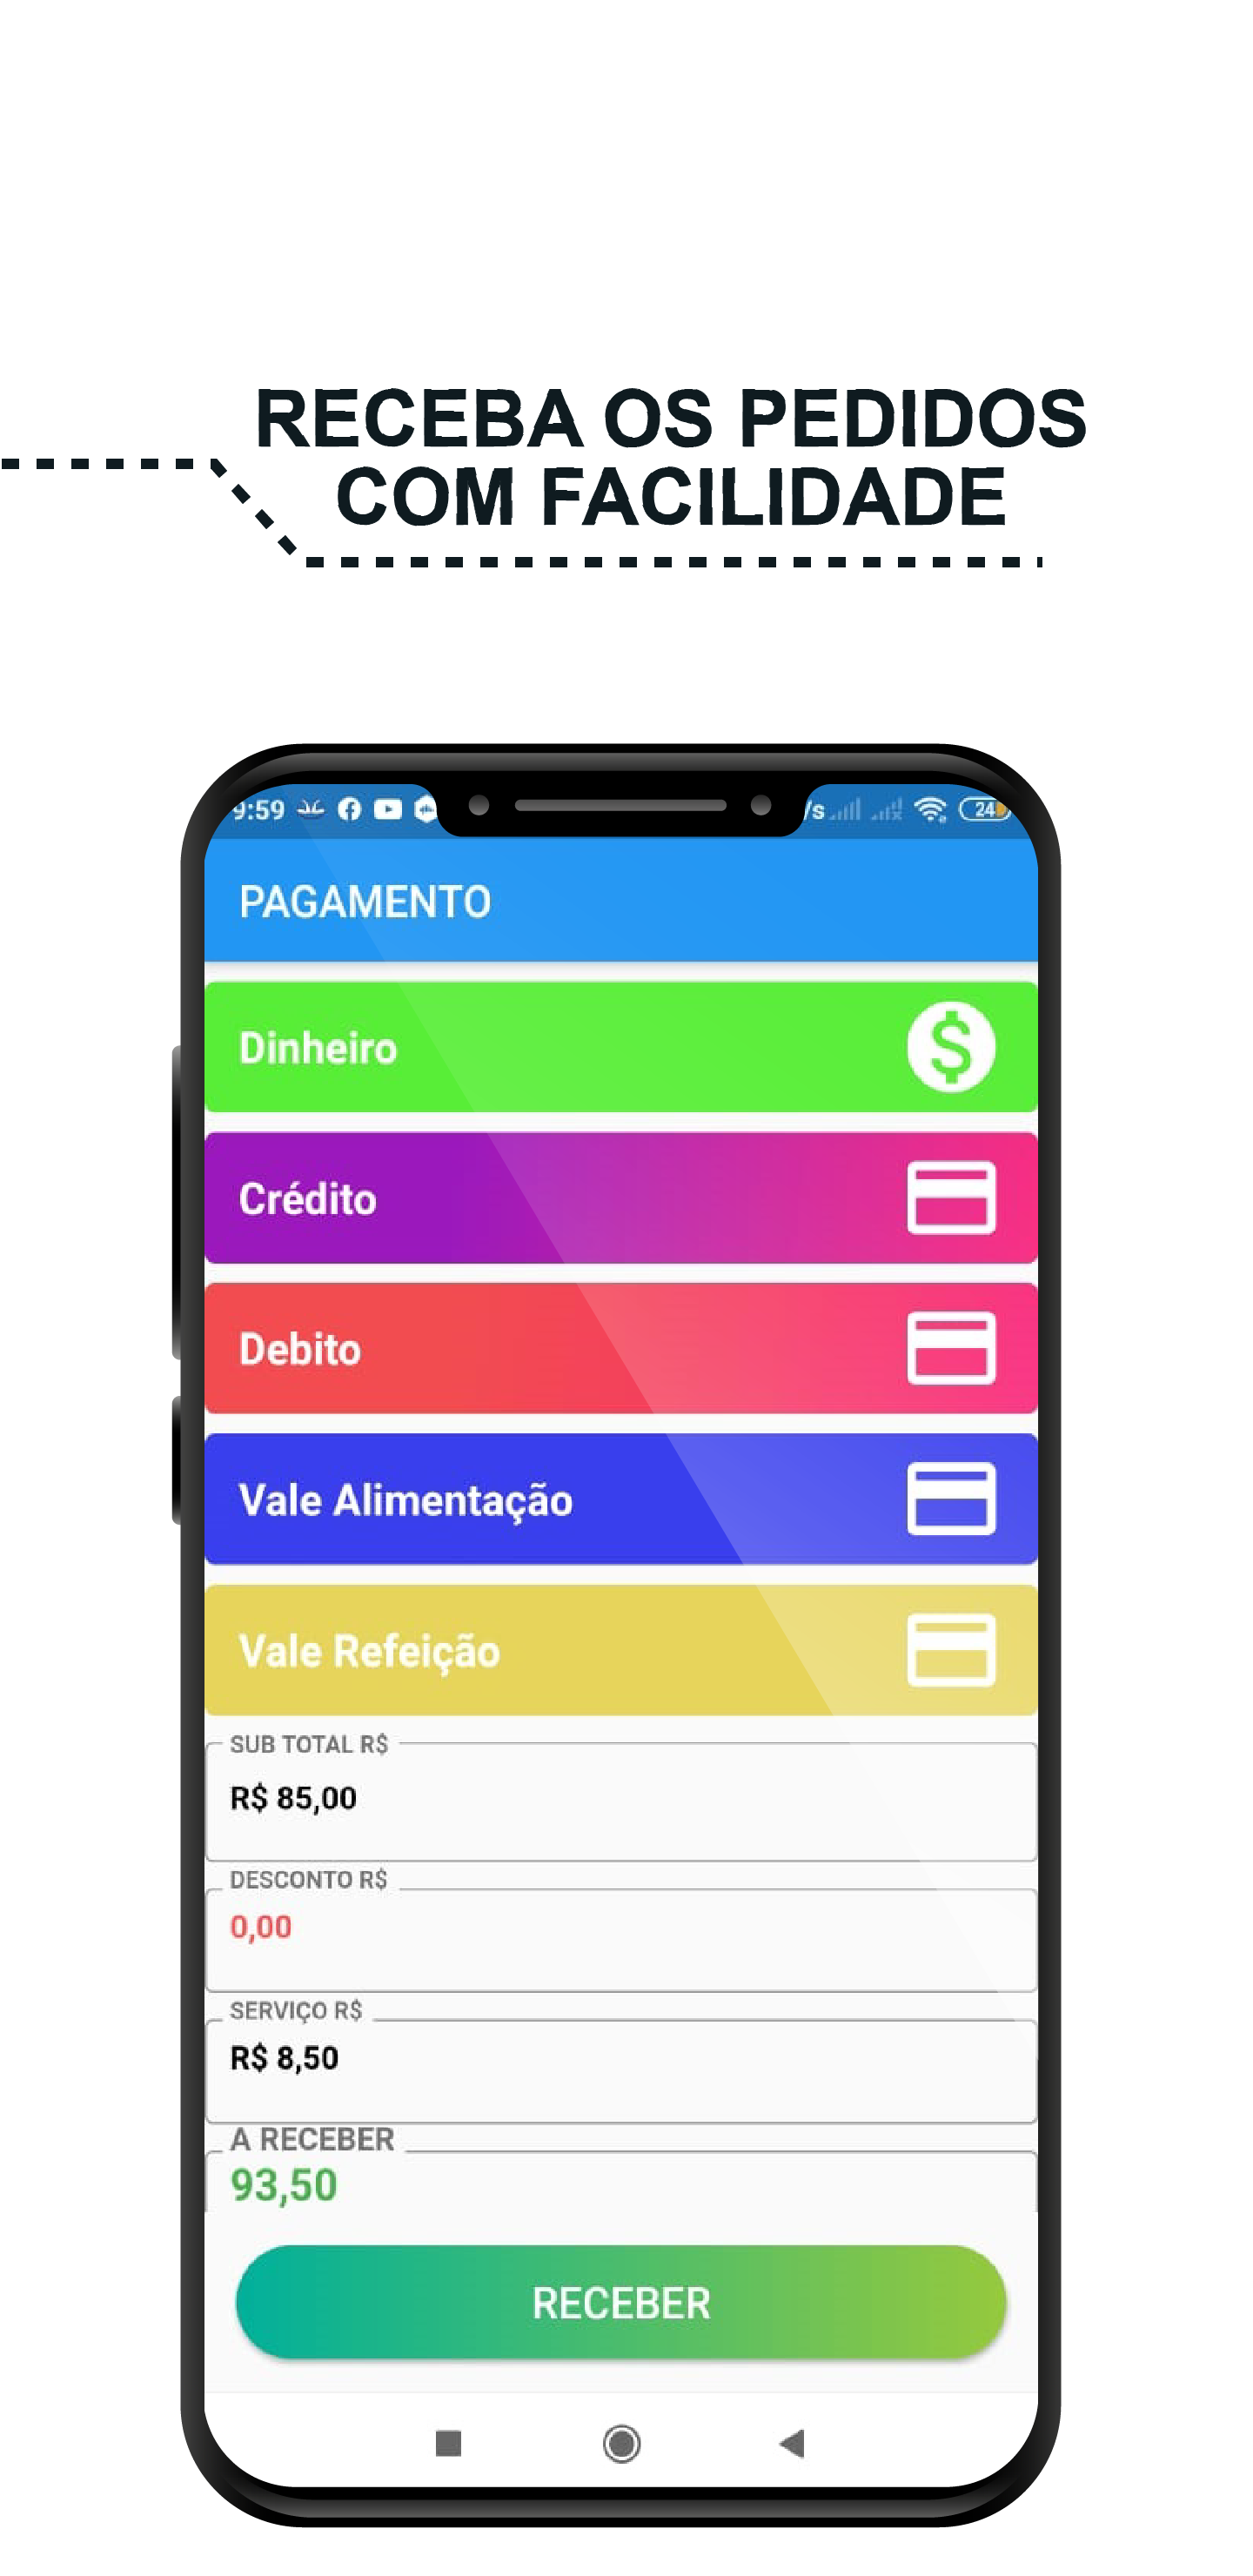 RECEBA OS PEDIDOS
COM FACILIDADE
9:59 /s 24
PAGAMENTO
Dinheiro
Crédito
Debito
Vale Alimentação
Vale Refeição
SUB TOTAL R$
R$ 85,00
DESCONTO R$
0,00
SERVIÇO R$
R$ 8,50
A RECEBER
93,50
RECEBER